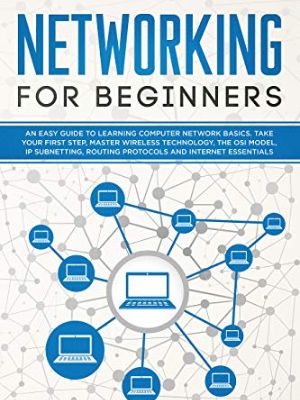 NETWORKING
FOR BEGINNERS
AN EASY GUIDE TO LEARNING COMPUTER NETWORK BASICS. TAKE
YOUR FIRST STEP, MASTER WIRELESS TECHNOLOGY, THE OSI MODEL,
IP SUBNETTING, ROUTING PROTOCOLS AND INTERNET ESSENTIALS